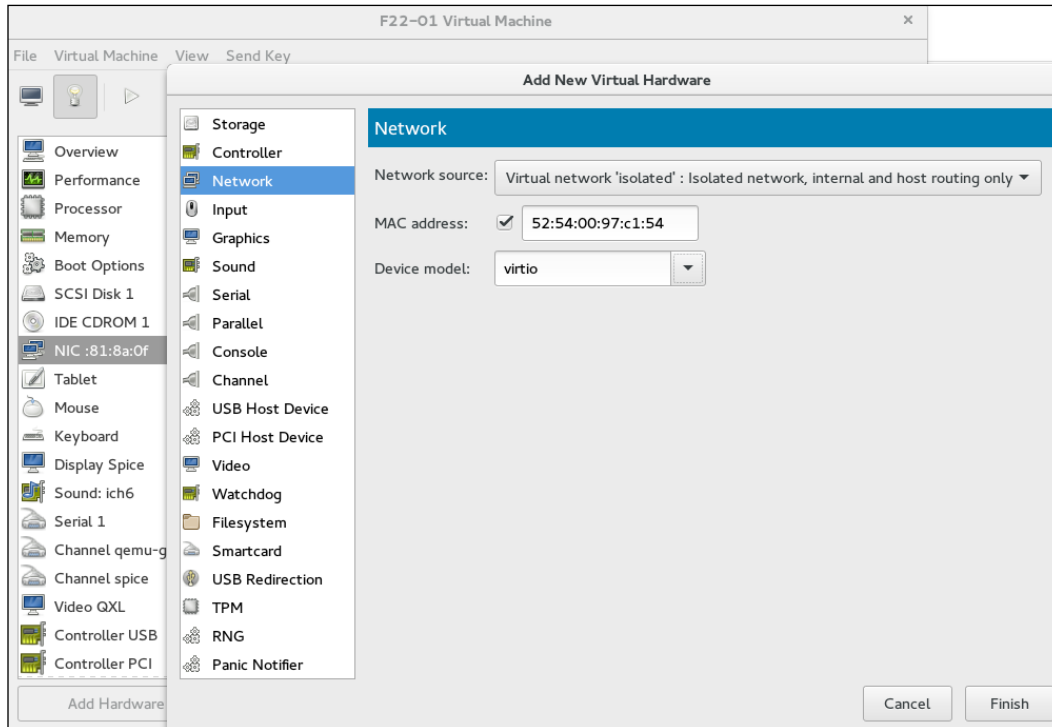 F22-01 Virtual Machine ×
File Virtual Machine View Send Key
Overview
Performance
Processor
Memory
Boot Options
SCSI Disk 1
IDE CDROM 1
NIC :81:8a:0f
Tablet
Mouse
Keyboard
Display Spice
Sound: ich6
Serial 1
Channel qemu-g
Channel spice
Video QXL
Controller USB
Controller PCI
Add Hardware
Add New Virtual Hardware
Storage
Controller
Network
Input
Graphics
Sound
Serial
Parallel
Console
Channel
USB Host Device
PCI Host Device
Video
Watchdog
Filesystem
Smartcard
USB Redirection
TPM
RNG
Panic Notifier
Network
Network source: Virtual network 'isolated' : Isolated network, internal and host routing only
MAC address: 52:54:00:97:c1:54
Device model: virtio
Cancel Finish